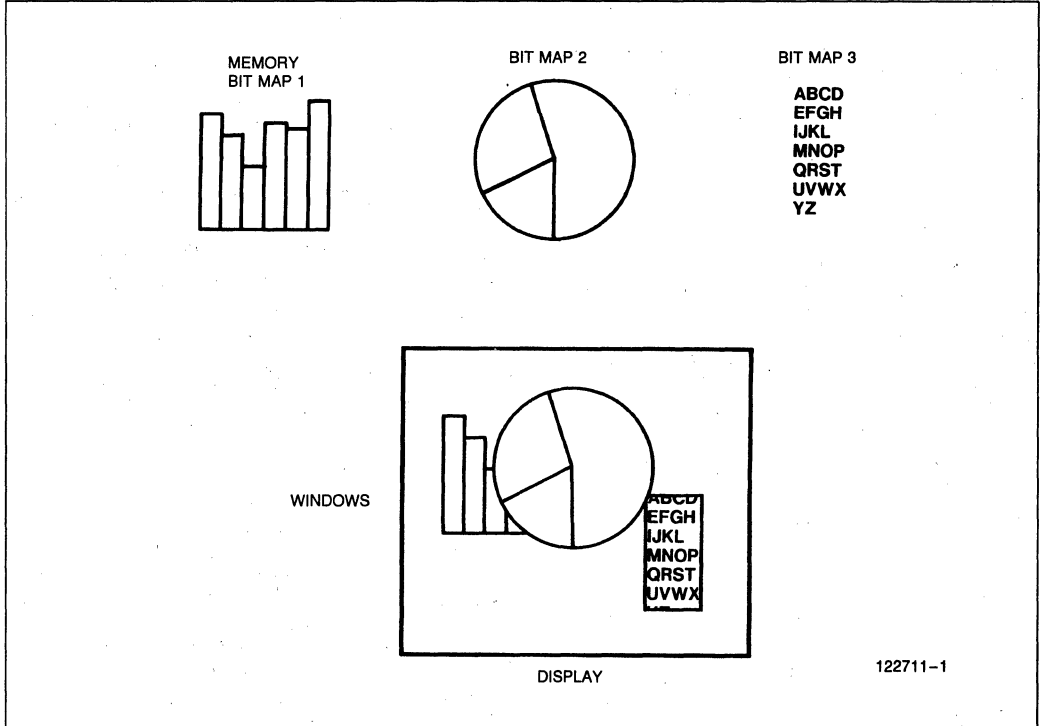 MEMORY
BIT MAP 1
BIT MAP 2
BIT MAP 3
ABCD
EFGH
IJKL
MNOP
QRST
UVWX
YZ
WINDOWS
ABCD
EFGH
IJKL
MNOP
QRST
UVWX
DISPLAY
122711-1